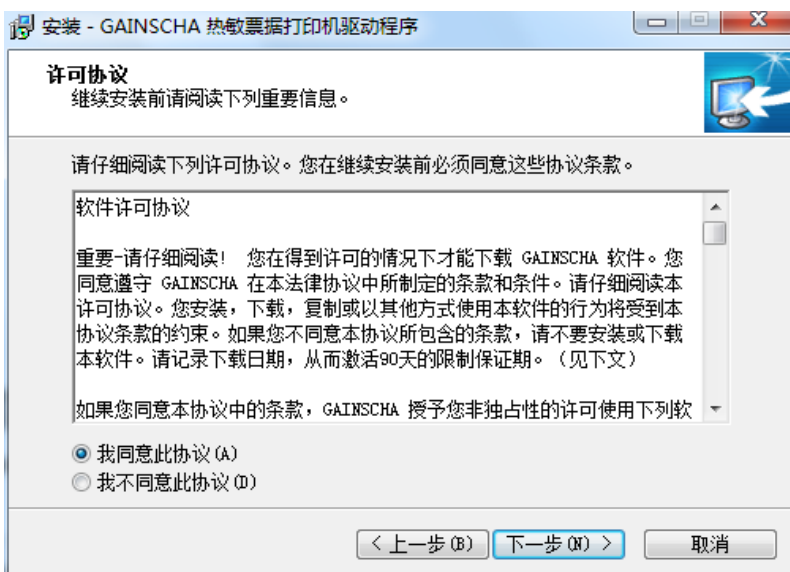 安装 - GAINSCHA 热敏票据打印机驱动程序
许可协议
继续安装前请阅读下列重要信息。
请仔细阅读下列许可协议。您在继续安装前必须同意这些协议条款。
软件许可协议
重要-请仔细阅读! 您在得到许可的情况下才能下载 GAINSCHA 软件。您
同意遵守 GAINSCHA 在本法律协议中所制定的条款和条件。请仔细阅读本
许可协议。您安装，下载，复制或以其他方式使用本软件的行为将受到本
协议条款的约束。如果您不同意本协议所包含的条款，请不要安装或下载
本软件。请记录下载日期，从而激活90天的限制保证期。（见下文）
如果您同意本协议中的条款，GAINSCHA 授予您非独占性的许可使用下列软
我同意此协议(A)
我不同意此协议(D)
< 上一步(B) 下一步(N) > 取消